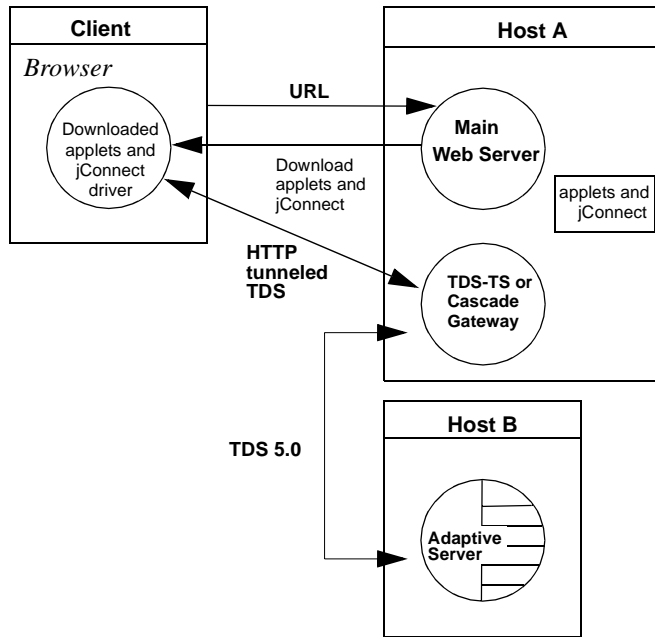 Client
Browser
Downloaded
applets and
jConnect
driver
URL
Download
applets and
jConnect
HTTP
tunneled
TDS
Host A
Main
Web Server
applets and
jConnect
TDS-TS or
Cascade
Gateway
TDS 5.0
Host B
Adaptive
Server